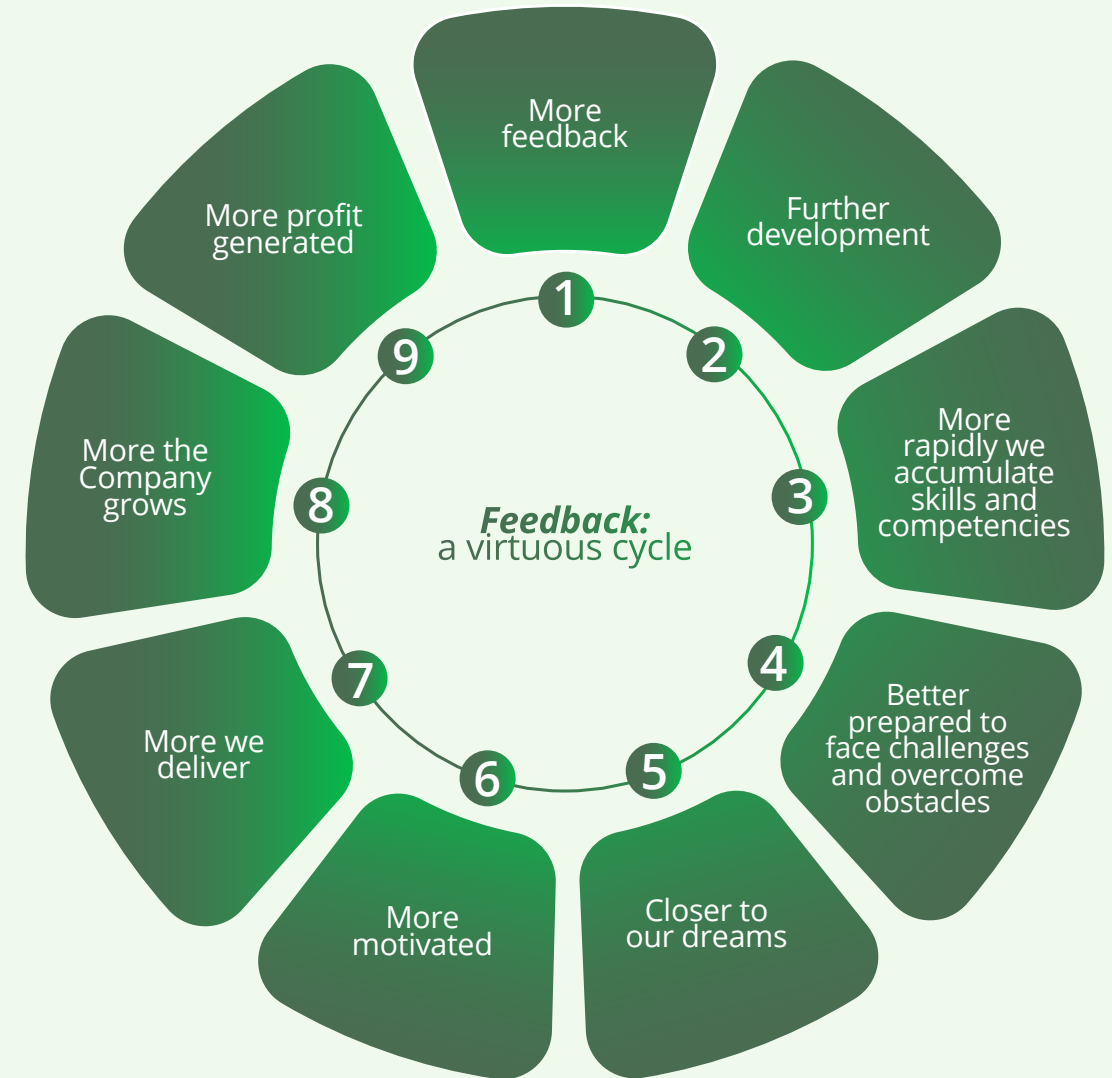 More
feedback
1
Further
development
2
More
rapidly we
accumulate
skills and
competencies
3
Better
prepared to
face challenges
and overcome
obstacles
4
Closer to
our dreams
5
More
motivated
6
More we
deliver
7
More the
Company
grows
8
More profit
generated
9
Feedback:
a virtuous cycle